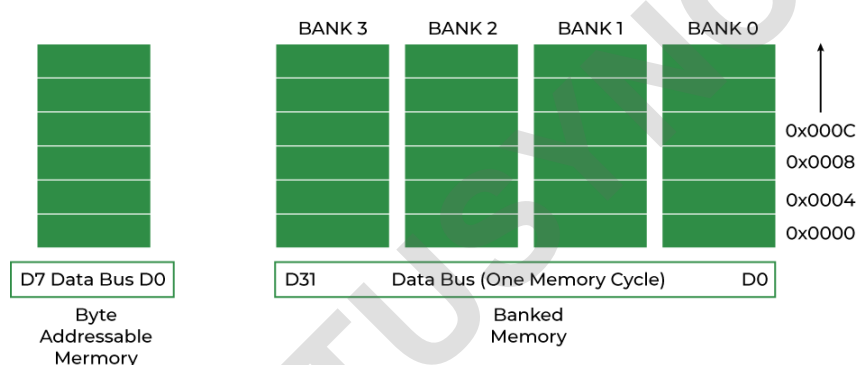 BANK 3 BANK 2 BANK 1 BANK 0
0x000C
0x0008
0x0004
0x0000
D7 Data Bus D0
D31 Data Bus (One Memory Cycle) D0
Byte
Addressable
Mermory
Banked
Memory
TUSYNC